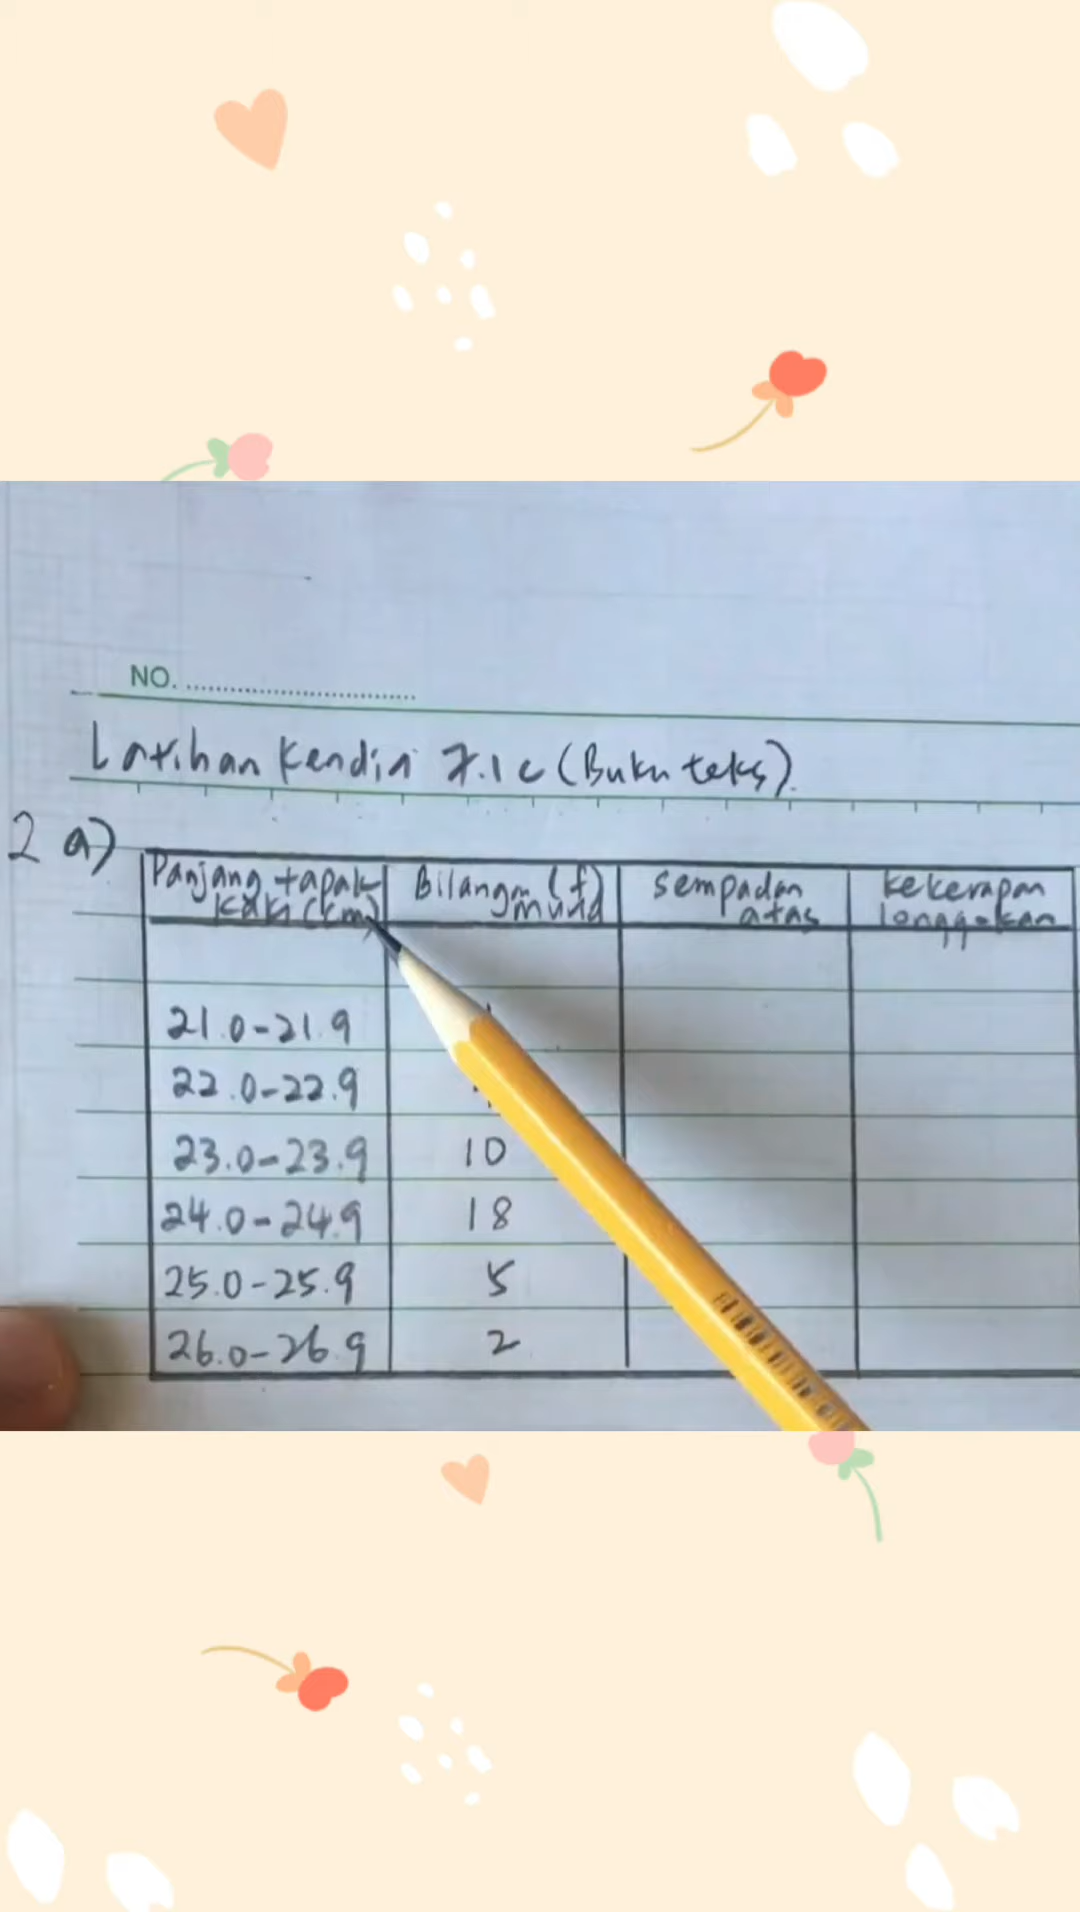 NO.
Latihan Kendiri 7.1c (Buku teks).
2 a)
Panjang tapak kaki (cm) Bilangan murid (f) sempadan atas kekerapan longgokan
21.0-21.9
22.0-22.9
23.0-23.9 10
24.0-24.9 18
25.0-25.9 5
26.0-26.9 2